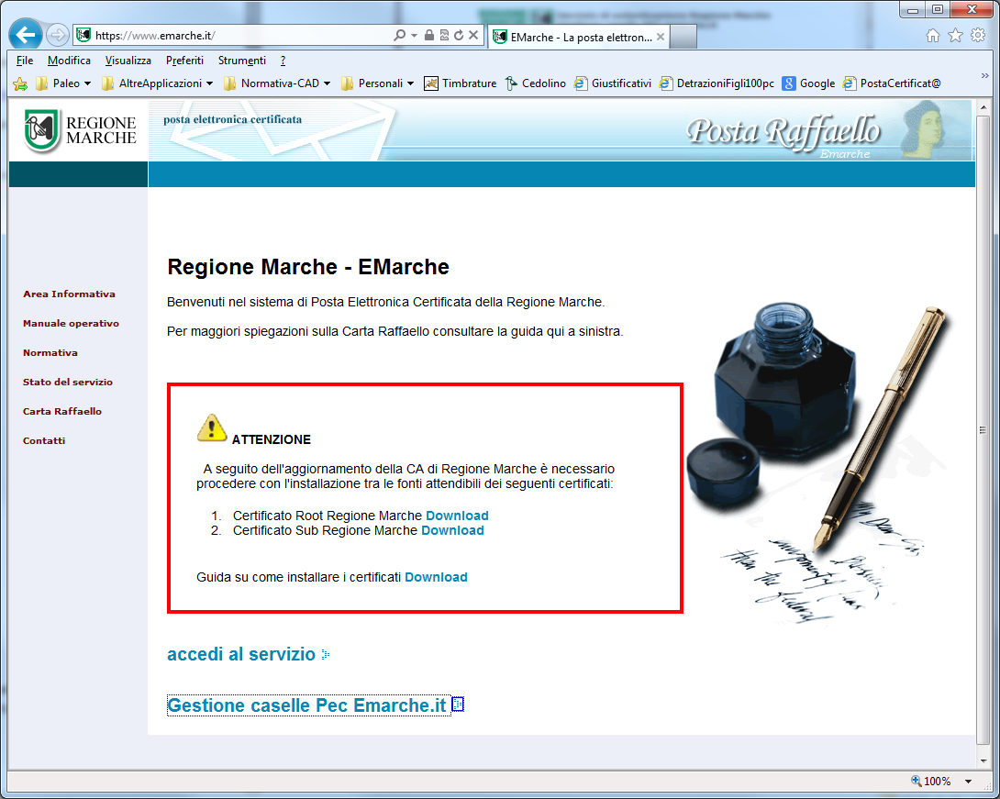 https://www.emarche.it/
EMarche - La posta elettron...
File Modifica Visualizza Preferiti Strumenti ?
Paleo AltreApplicazioni Normativa-CAD Personali Timbrature Cedolino Giustificativi DetrazioniFigli100pc Google PostaCertificat@
REGIONE
MARCHE
posta elettronica certificata
Posta Raffaello
Emarche
Regione Marche - EMarche
Benvenuti nel sistema di Posta Elettronica Certificata della Regione Marche.
Per maggiori spiegazioni sulla Carta Raffaello consultare la guida qui a sinistra.
Area Informativa
Manuale operativo
Normativa
Stato del servizio
Carta Raffaello
Contatti
ATTENZIONE
A seguito dell'aggiornamento della CA di Regione Marche è necessario
procedere con l'installazione tra le fonti attendibili dei seguenti certificati:
1. Certificato Root Regione Marche Download
2. Certificato Sub Regione Marche Download
Guida su come installare i certificati Download
My Dear Sir
then the federal
accedi al servizio
Gestione caselle Pec Emarche.it
100%